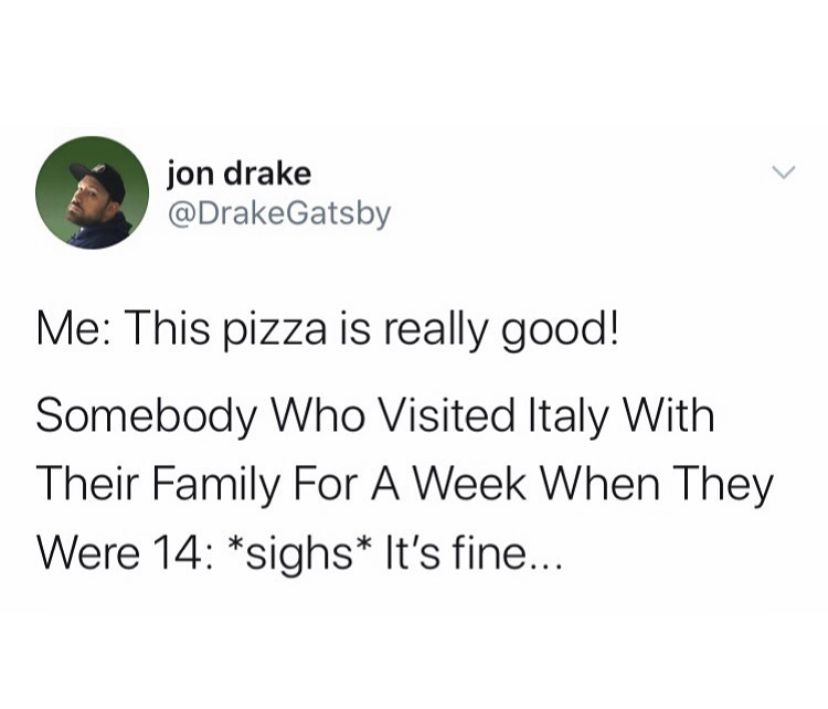 jon drake
@DrakeGatsby
Me: This pizza is really good!
Somebody Who Visited Italy With
Their Family For A Week When They
Were 14: *sighs* It’s fine...